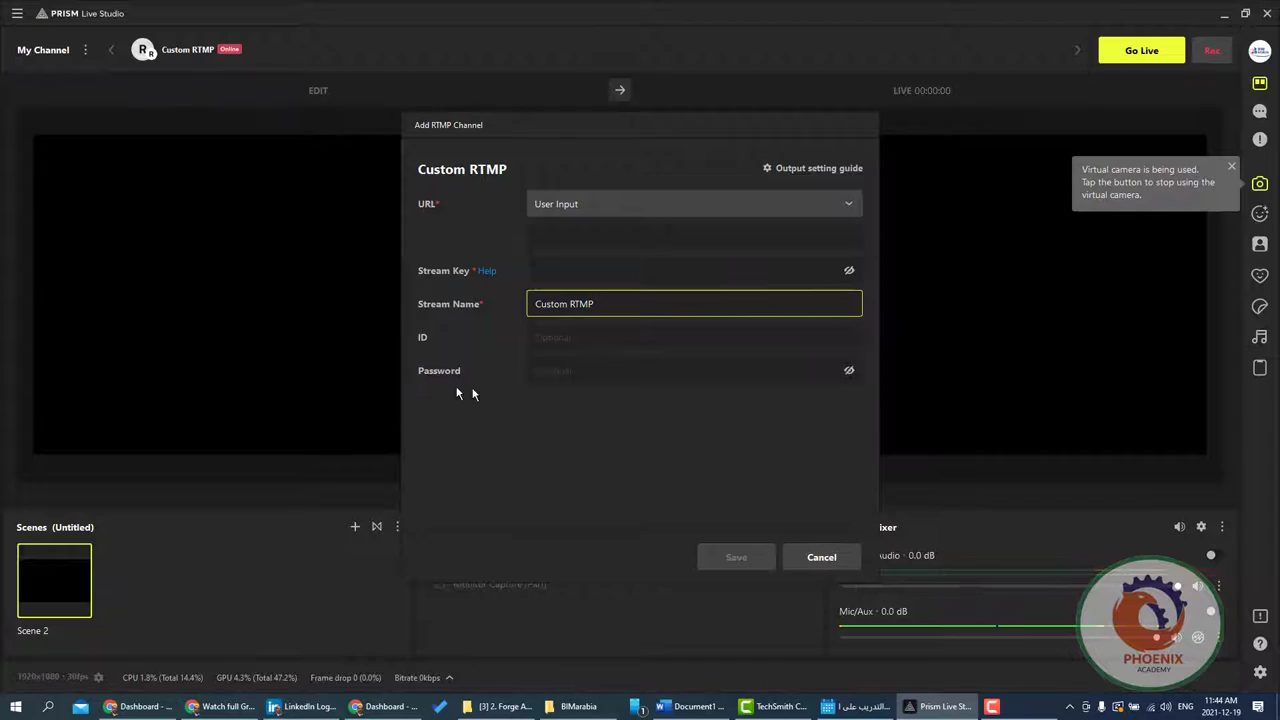 PRISM Live Studio
My Channel
R
R
Custom RTMP
Online
Go Live
Rec
EDIT
LIVE 00:00:00
Add RTMP Channel
Custom RTMP
Output setting guide
URL*
User Input
Stream Key * Help
Stream Name*
Custom RTMP
ID
Optional
Password
Save
Cancel
Virtual camera is being used.
Tap the button to stop using the
virtual camera.
Scenes (Untitled)
Scene 2
ixer
Audio · 0.0 dB
Mic/Aux · 0.0 dB
PHOENIX
ACADEMY
1920x1080 · 30fps
CPU 1.8% (Total 14.4%)
GPU 4.3% (Total 47.2%)
Frame drop 0 (0.0%)
Bitrate 0kbps
Dashboard - ...
Watch full Gr...
LinkedIn Log...
Dashboard - ...
[3] 2. Forge A...
BIMarabia
1
Document1 ...
TechSmith C...
التدريب على ا...
Prism Live St...
11:44 AM
2021-12-19